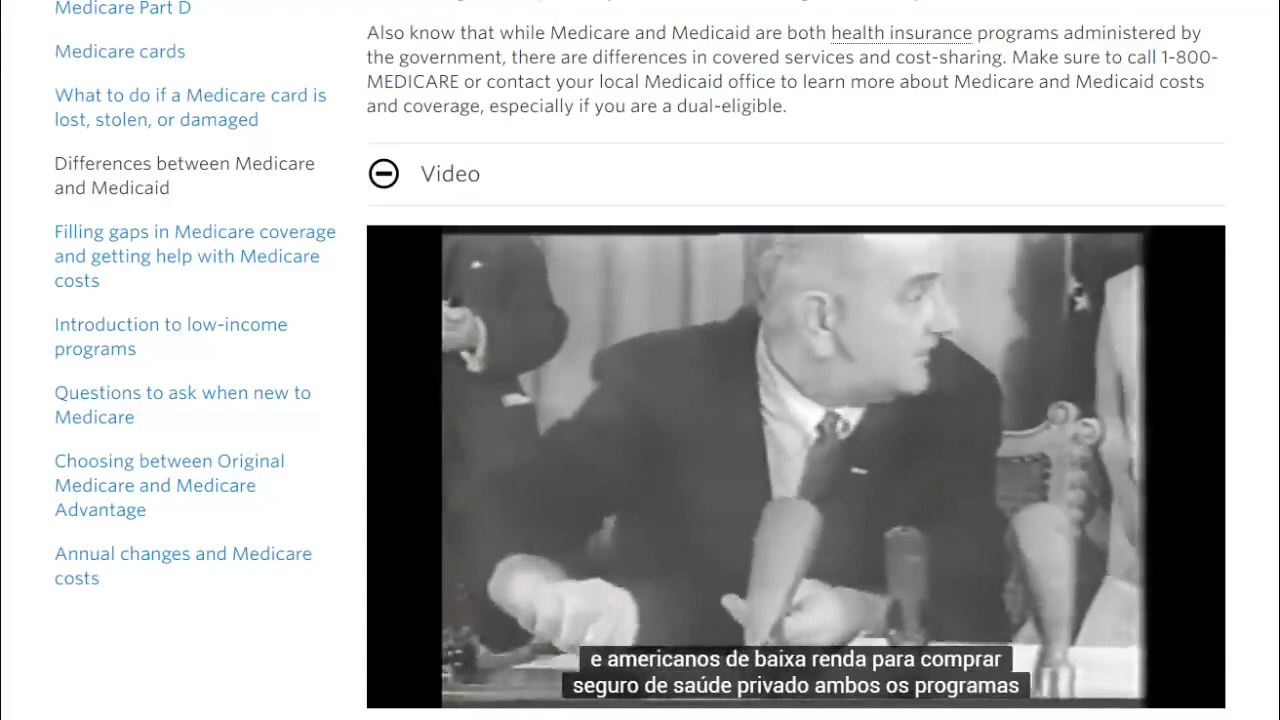 Medicare Part D
Medicare cards
What to do if a Medicare card is
lost, stolen, or damaged
Differences between Medicare
and Medicaid
Filling gaps in Medicare coverage
and getting help with Medicare
costs
Introduction to low-income
programs
Questions to ask when new to
Medicare
Choosing between Original
Medicare and Medicare
Advantage
Annual changes and Medicare
costs
Also know that while Medicare and Medicaid are both health insurance programs administered by
the government, there are differences in covered services and cost-sharing. Make sure to call 1-800-
MEDICARE or contact your local Medicaid office to learn more about Medicare and Medicaid costs
and coverage, especially if you are a dual-eligible.
Video
e americanos de baixa renda para comprar
seguro de saúde privado ambos os programas